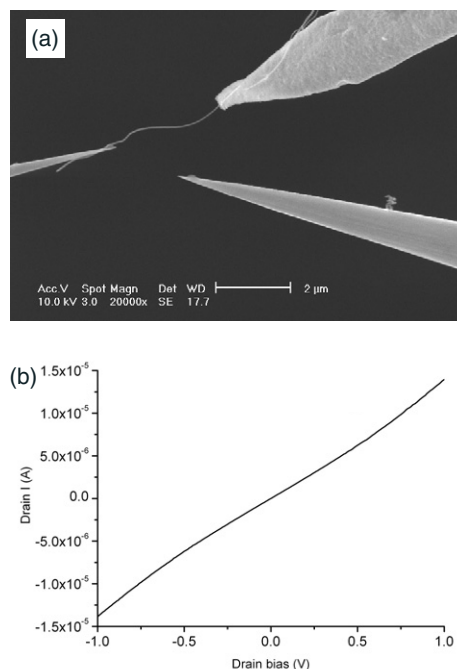 (a)
Acc.V Spot Magn Det WD
2 µm
10.0 kV 3.0 20000x SE 17.7
(b)
1.5x10⁻⁵
1.0x10⁻⁵
5.0x10⁻⁶
0.0
-5.0x10⁻⁶
-1.0x10⁻⁵
-1.5x10⁻⁵
Drain I (A)
-1.0 -0.5 0.0 0.5 1.0
Drain bias (V)